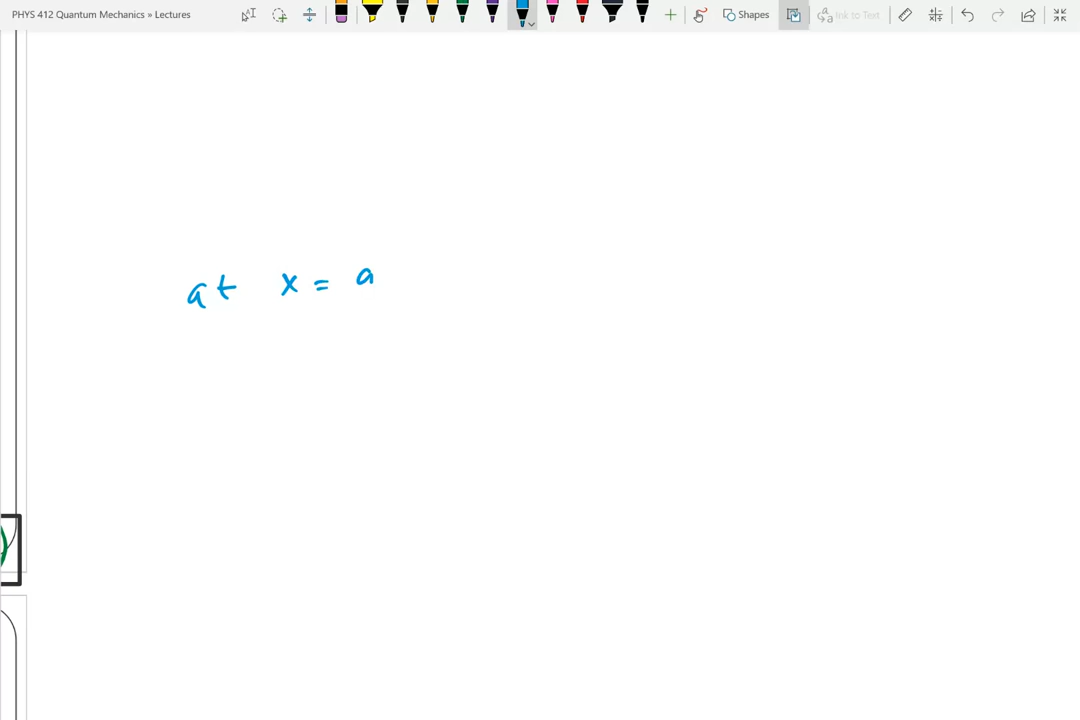 PHYS 412 Quantum Mechanics » Lectures
Shapes
Ink to Text
at x = a